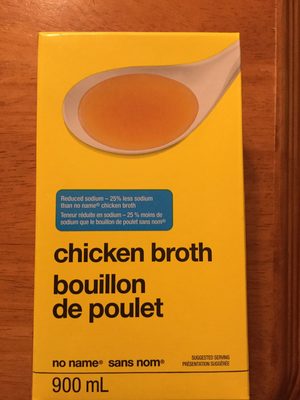 Reduced sodium – 25% less sodium
than no name® chicken broth
Teneur réduite en sodium – 25 % moins de
sodium que le bouillon de poulet sans nom®
chicken broth
bouillon
de poulet
no name® sans nom®
SUGGESTED SERVING
PRÉSENTATION SUGGÉRÉE
900 mL